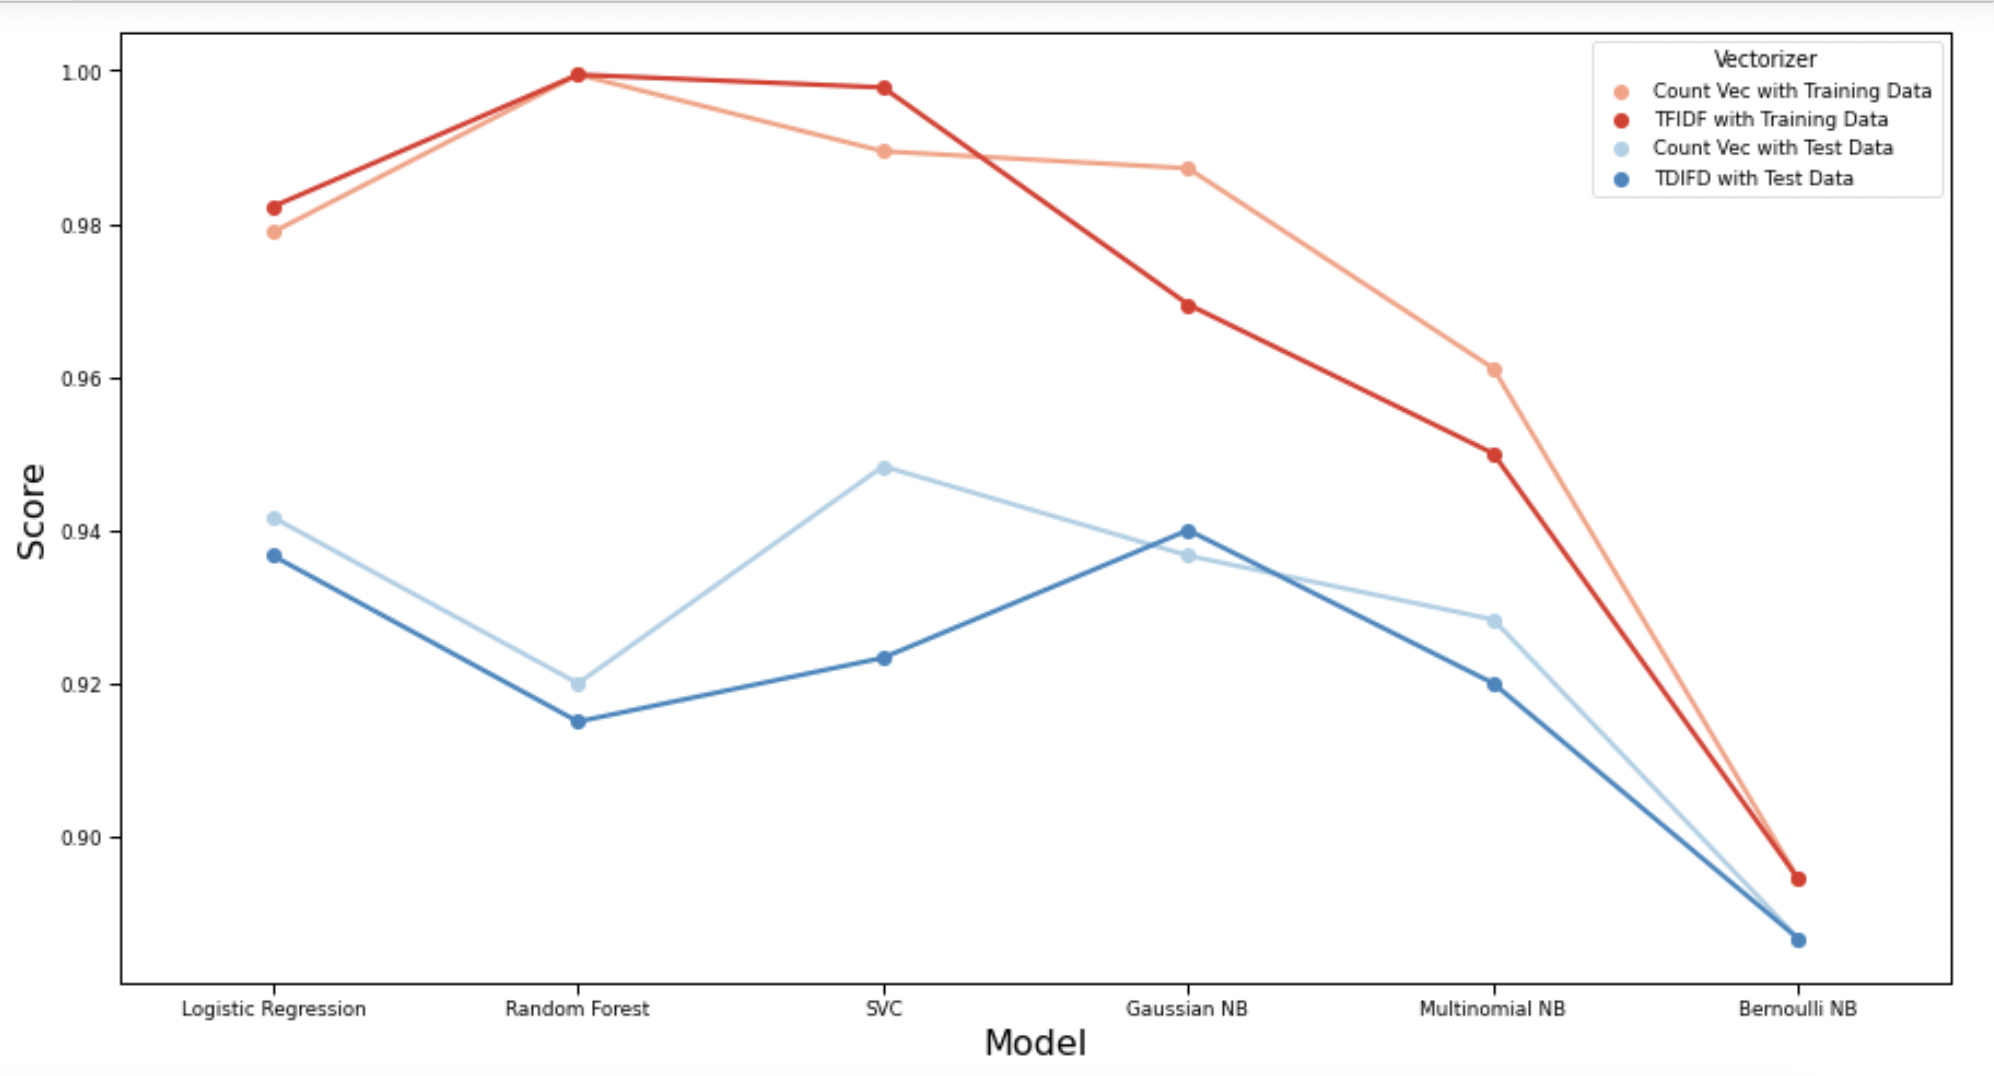 Vectorizer
Count Vec with Training Data
TFIDF with Training Data
Count Vec with Test Data
TDIFD with Test Data
1.00
0.98
0.96
0.94
0.92
0.90
Score
Logistic Regression
Random Forest
SVC
Gaussian NB
Multinomial NB
Bernoulli NB
Model